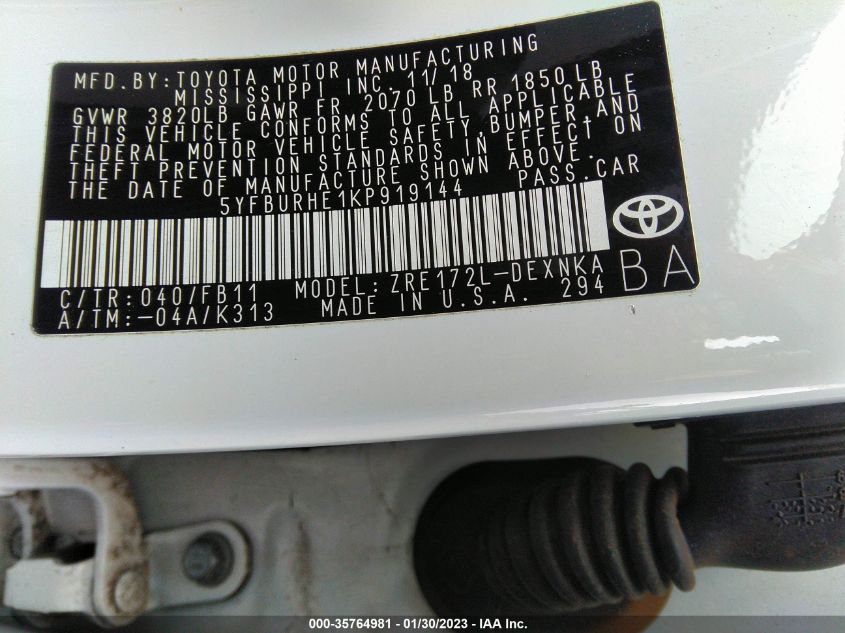 MFD.BY:TOYOTA MOTOR MANUFACTURING
MISSISSIPPI INC. 11/18
GVWR 3820LB GAWR FR 2070 LB RR 1850 LB
THIS VEHICLE CONFORMS TO ALL APPLICABLE
FEDERAL MOTOR VEHICLE SAFETY,BUMPER,AND
THEFT PREVENTION STANDARDS IN EFFECT ON
THE DATE OF MANUFACTURE SHOWN ABOVE.
5YFBURHE1KP919144 PASS.CAR
C/TR:040/FB11 MODEL:ZRE172L-DEXNKA BA
A/TM:-04A/K313 MADE IN U.S.A. 294
000-35764981 / 01/30/2023 - IAA Inc.